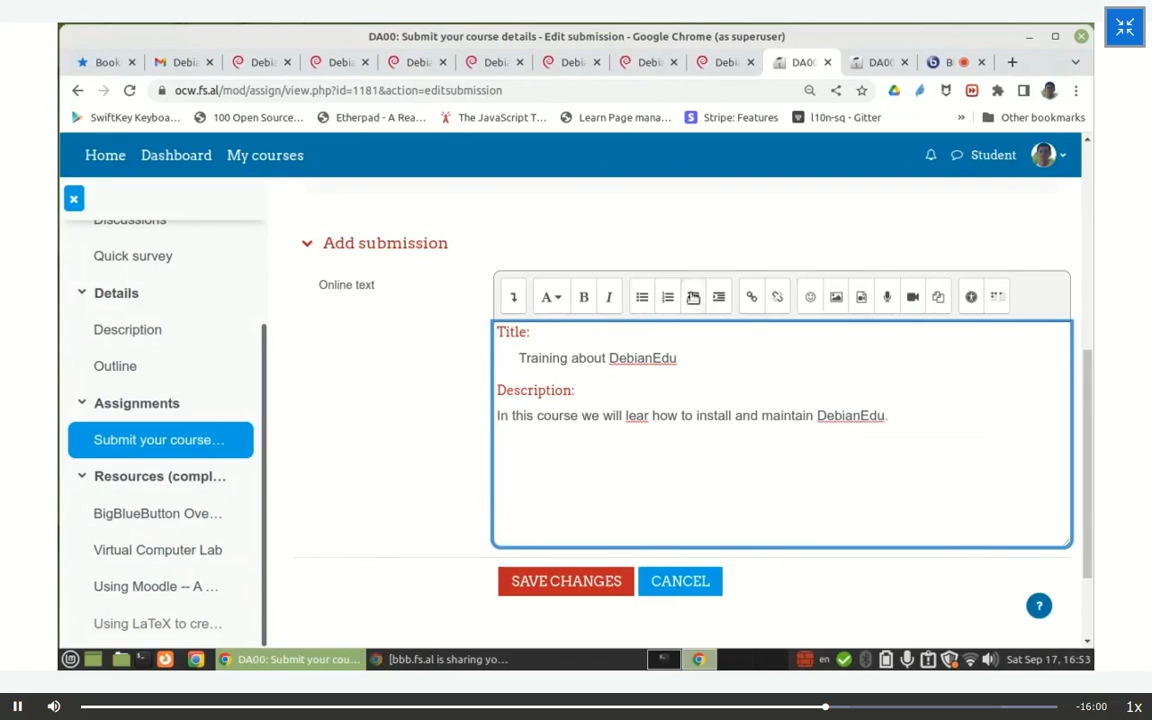 DA00: Submit your course details - Edit submission - Google Chrome (as superuser)
Book
Debia
Debi
Debi
Debi
Debi
Debi
Debi
Debi
DA00
DA00
B
ocw.fs.al/mod/assign/view.php?id=1181&action=editsubmission
SwiftKey Keyboa...
100 Open Source...
Etherpad - A Rea...
The JavaScript T...
Learn Page mana...
Stripe: Features
l10n-sq - Gitter
»
Other bookmarks
Home Dashboard My courses
Student
Discussions
Quick survey
Details
Description
Outline
Assignments
Submit your course...
Resources (compl...
BigBlueButton Ove...
Virtual Computer Lab
Using Moodle -- A ...
Using LaTeX to cre...
Add submission
Online text
A B I
Title:
Training about DebianEdu
Description:
In this course we will lear how to install and maintain DebianEdu.
SAVE CHANGES
CANCEL
?
DA00: Submit your cou...
[bbb.fs.al is sharing yo...
en
Sat Sep 17, 16:53
-16:00
1x